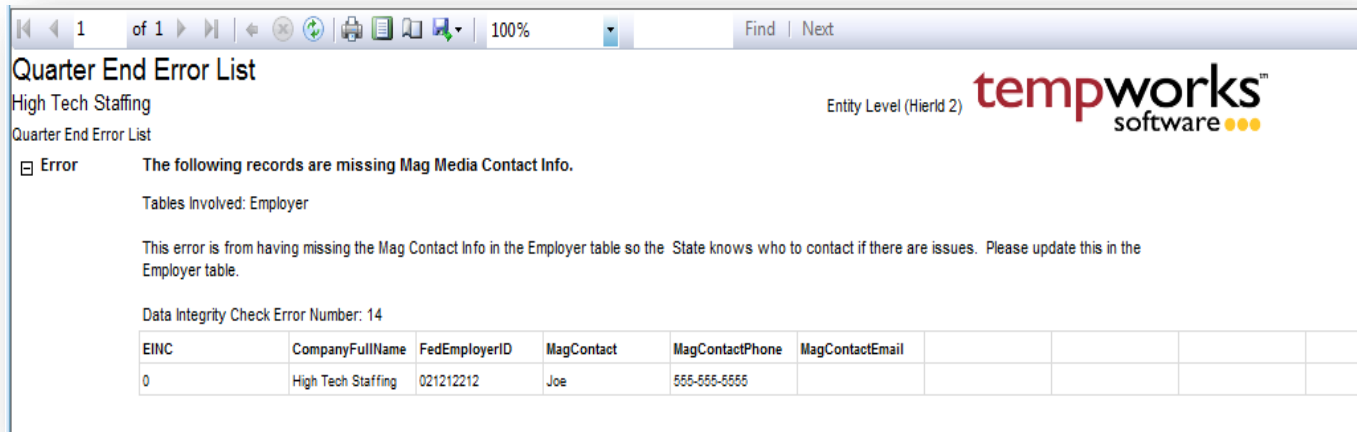 1 of 1 100% Find | Next
Quarter End Error List
High Tech Staffing
Entity Level (HierId 2)
tempworks™
software
Quarter End Error List
Error The following records are missing Mag Media Contact Info.
Tables Involved: Employer
This error is from having missing the Mag Contact Info in the Employer table so the State knows who to contact if there are issues. Please update this in the
Employer table.
Data Integrity Check Error Number: 14
EINC CompanyFullName FedEmployerID MagContact MagContactPhone MagContactEmail
0 High Tech Staffing 021212212 Joe 555-555-5555